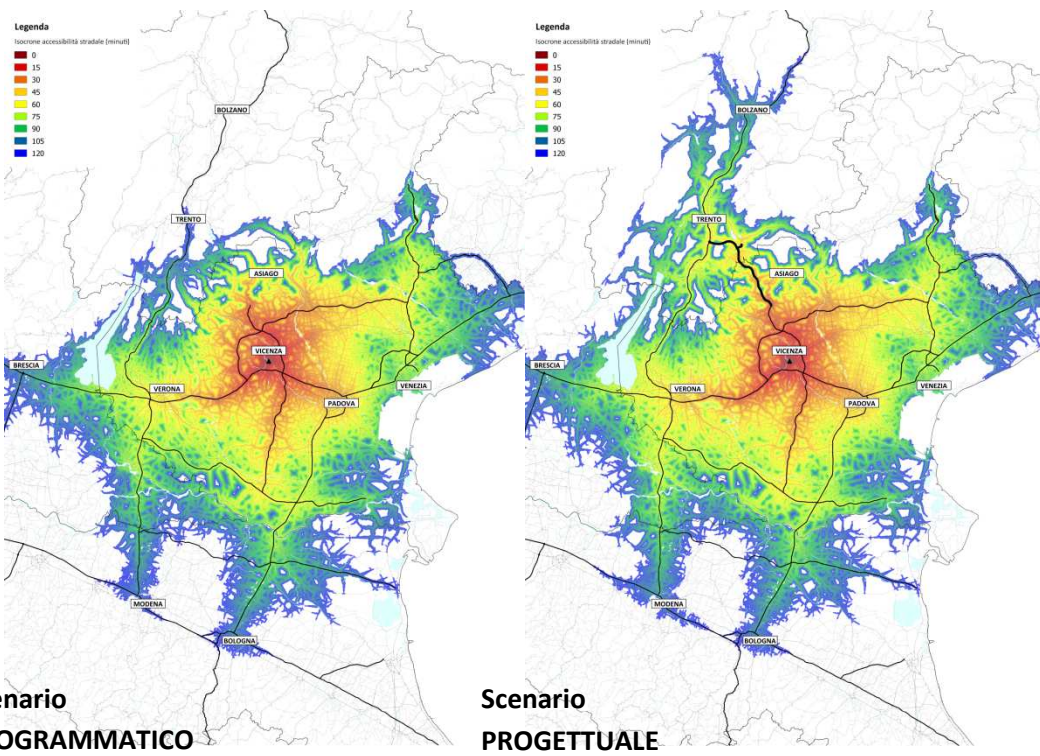 Legenda
Isocrone accessibilità stradale [minuti]
0
15
30
45
60
75
90
105
120
BOLZANO
TRENTO
ASIAGO
VICENZA
BRESCIA
VERONA
VENEZIA
PADOVA
MODENA
BOLOGNA
enario
OGRAMMATICO
Legenda
Isocrone accessibilità stradale [minuti]
0
15
30
45
60
75
90
105
120
BOLZANO
TRENTO
ASIAGO
VICENZA
BRESCIA
VERONA
VENEZIA
PADOVA
MODENA
BOLOGNA
Scenario
PROGETTUALE